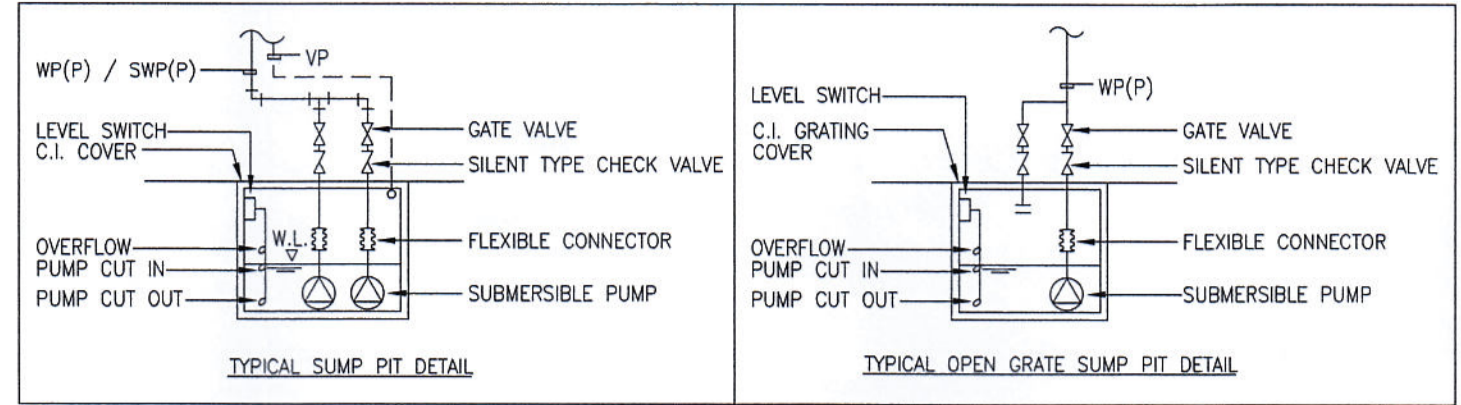 VP
WP(P) / SWP(P)
LEVEL SWITCH
C.I. COVER
GATE VALVE
SILENT TYPE CHECK VALVE
W.L.
OVERFLOW
PUMP CUT IN
PUMP CUT OUT
FLEXIBLE CONNECTOR
SUBMERSIBLE PUMP
TYPICAL SUMP PIT DETAIL
WP(P)
LEVEL SWITCH
C.I. GRATING
COVER
GATE VALVE
SILENT TYPE CHECK VALVE
OVERFLOW
PUMP CUT IN
PUMP CUT OUT
FLEXIBLE CONNECTOR
SUBMERSIBLE PUMP
TYPICAL OPEN GRATE SUMP PIT DETAIL